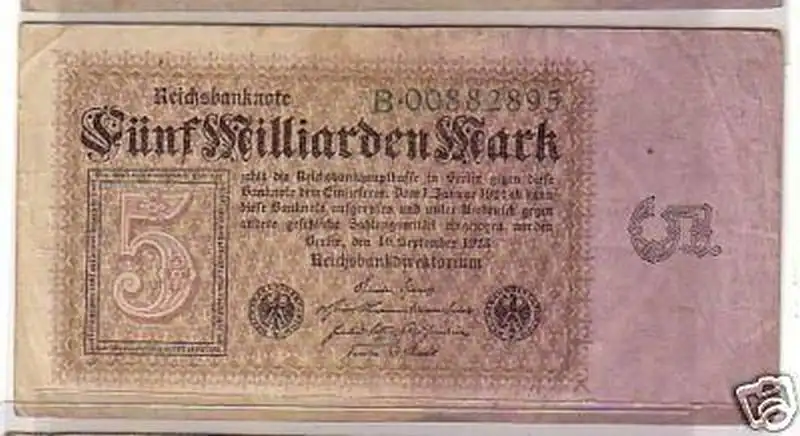 Reichsbanknote
B·00882895
Fünf Milliarden Mark
zahlt die Reichsbankhauptkasse in Berlin gegen diese
Banknote dem Einlieferer. Vom 1. Januar 1924 ab kann
diese Banknote aufgerufen und unter Umtausch gegen
andere gesetzliche Zahlungsmittel eingezogen werden
Berlin, den 10. September 1923
Reichsbankdirektorium
5
5